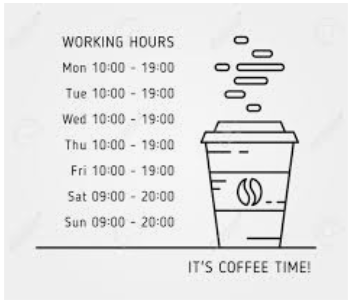 WORKING HOURS
Mon 10:00 - 19:00
Tue 10:00 - 19:00
Wed 10:00 - 19:00
Thu 10:00 - 19:00
Fri 10:00 - 19:00
Sat 09:00 - 20:00
Sun 09:00 - 20:00
IT'S COFFEE TIME!